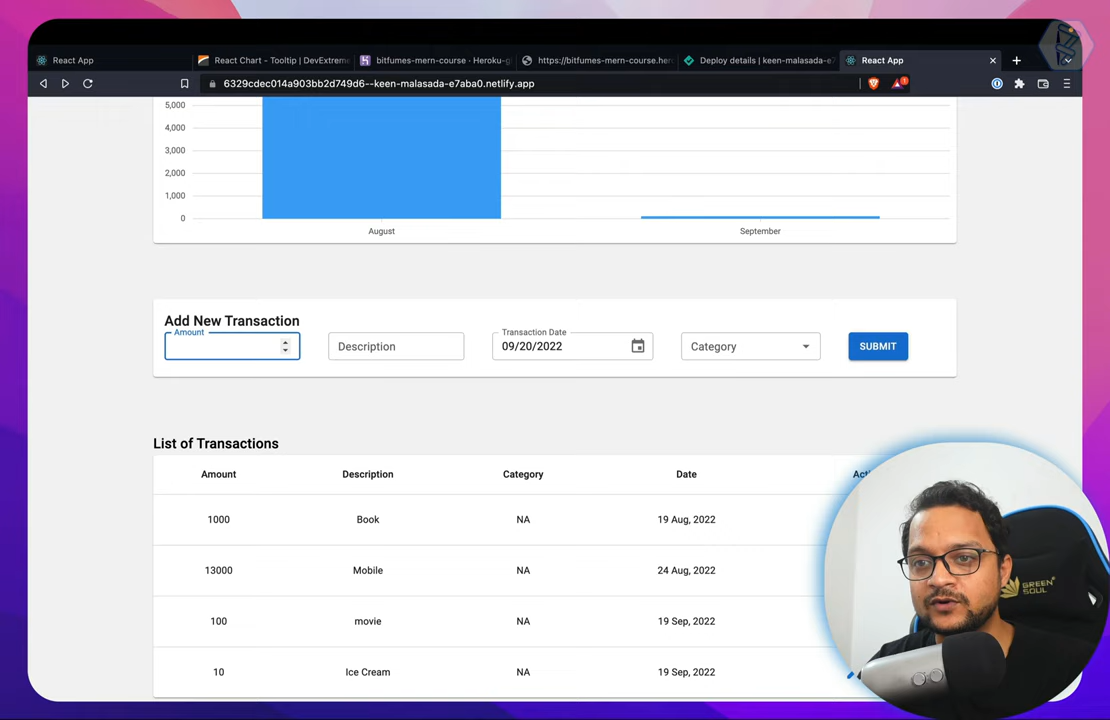 React App
React Chart - Tooltip | DevExtreme
bitfumes-mern-course · Heroku-g
https://bitfumes-mern-course.her
Deploy details | keen-malasada-e7
React App
6329cdec014a903bb2d749d6--keen-malasada-e7aba0.netlify.app
1
5,000
4,000
3,000
2,000
1,000
0
August
September
Add New Transaction
Amount
Description
Transaction Date
09/20/2022
Category
SUBMIT
List of Transactions
Amount Description Category Date
1000 Book NA 19 Aug, 2022
13000 Mobile NA 24 Aug, 2022
100 movie NA 19 Sep, 2022
10 Ice Cream NA 19 Sep, 2022
GREEN
SOUL